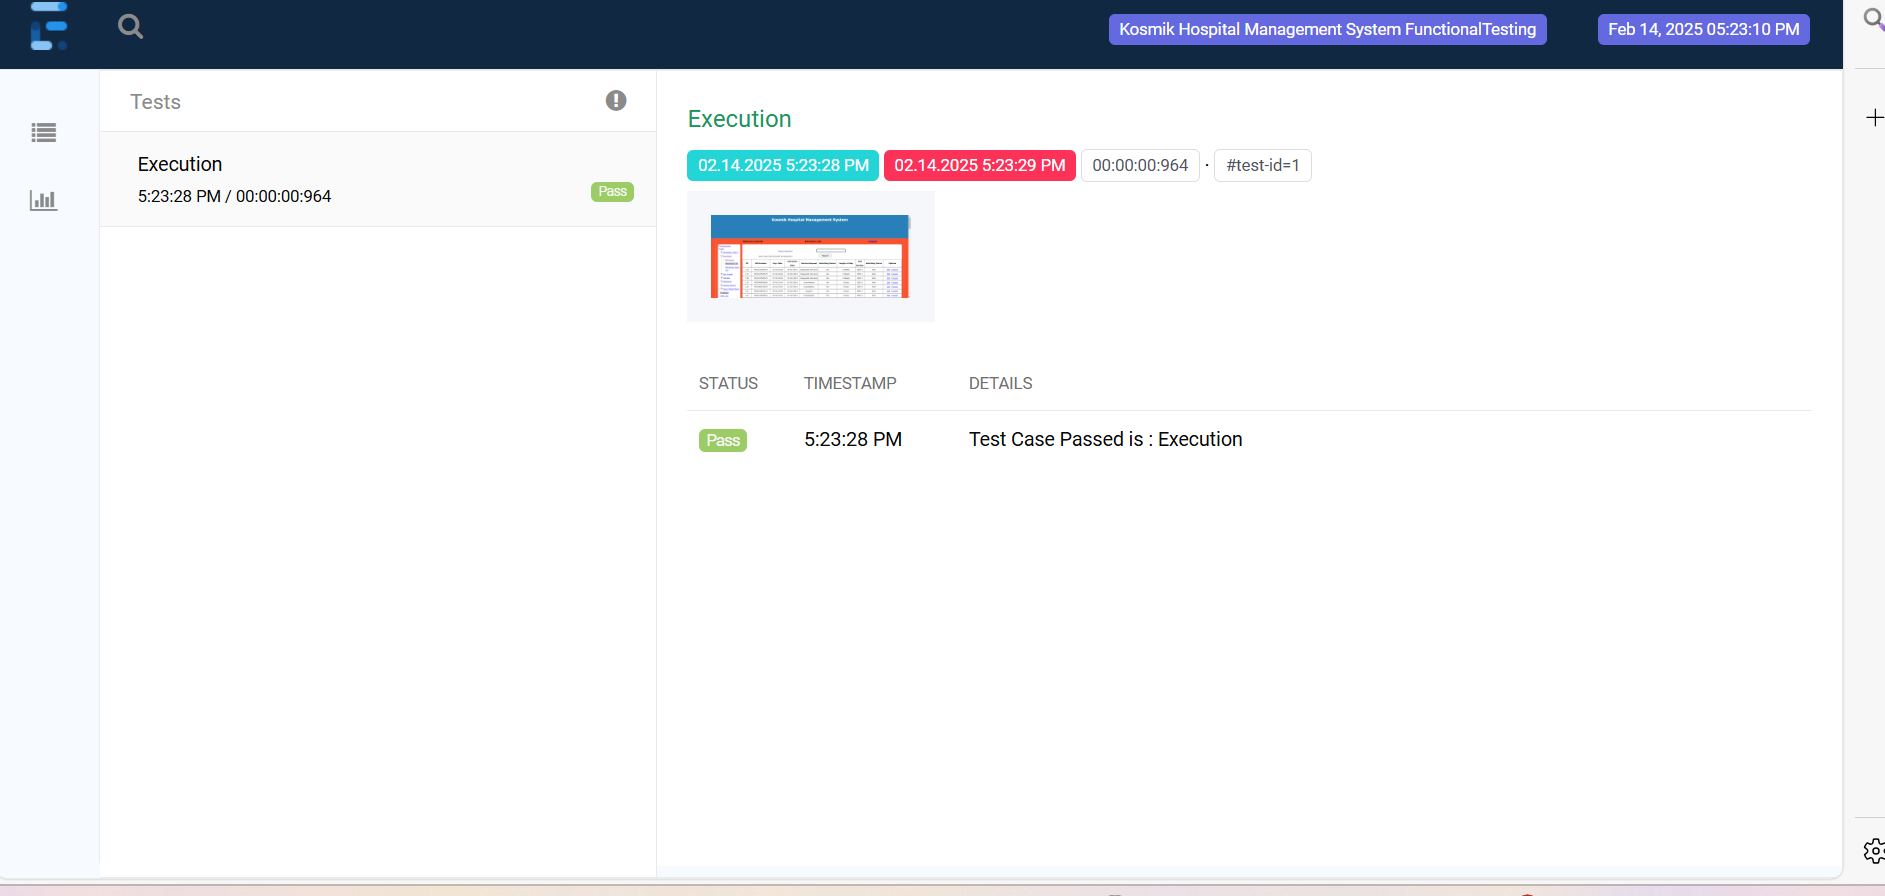 Kosmik Hospital Management System FunctionalTesting
Feb 14, 2025 05:23:10 PM
Tests
Execution
5:23:28 PM / 00:00:00:964
Pass
Execution
02.14.2025 5:23:28 PM
02.14.2025 5:23:29 PM
00:00:00:964
·
#test-id=1
Kosmik Hospital Management System
STATUS
TIMESTAMP
DETAILS
Pass
5:23:28 PM
Test Case Passed is : Execution